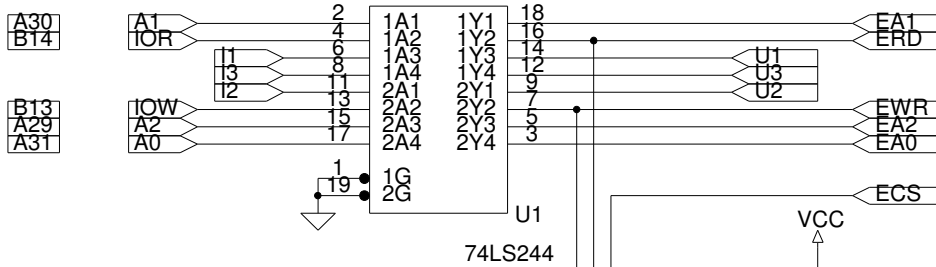 A30 A1 2 1A1 1Y1 18 EA1
B14 IOR 4 1A2 1Y2 16 ERD
I1 6 1A3 1Y3 14 U1
I3 8 1A4 1Y4 12 U3
I2 11 2A1 2Y1 9 U2
B13 IOW 13 2A2 2Y2 7 EWR
A29 A2 15 2A3 2Y3 5 EA2
A31 A0 17 2A4 2Y4 3 EA0
1 1G
19 2G ECS
U1 VCC
74LS244